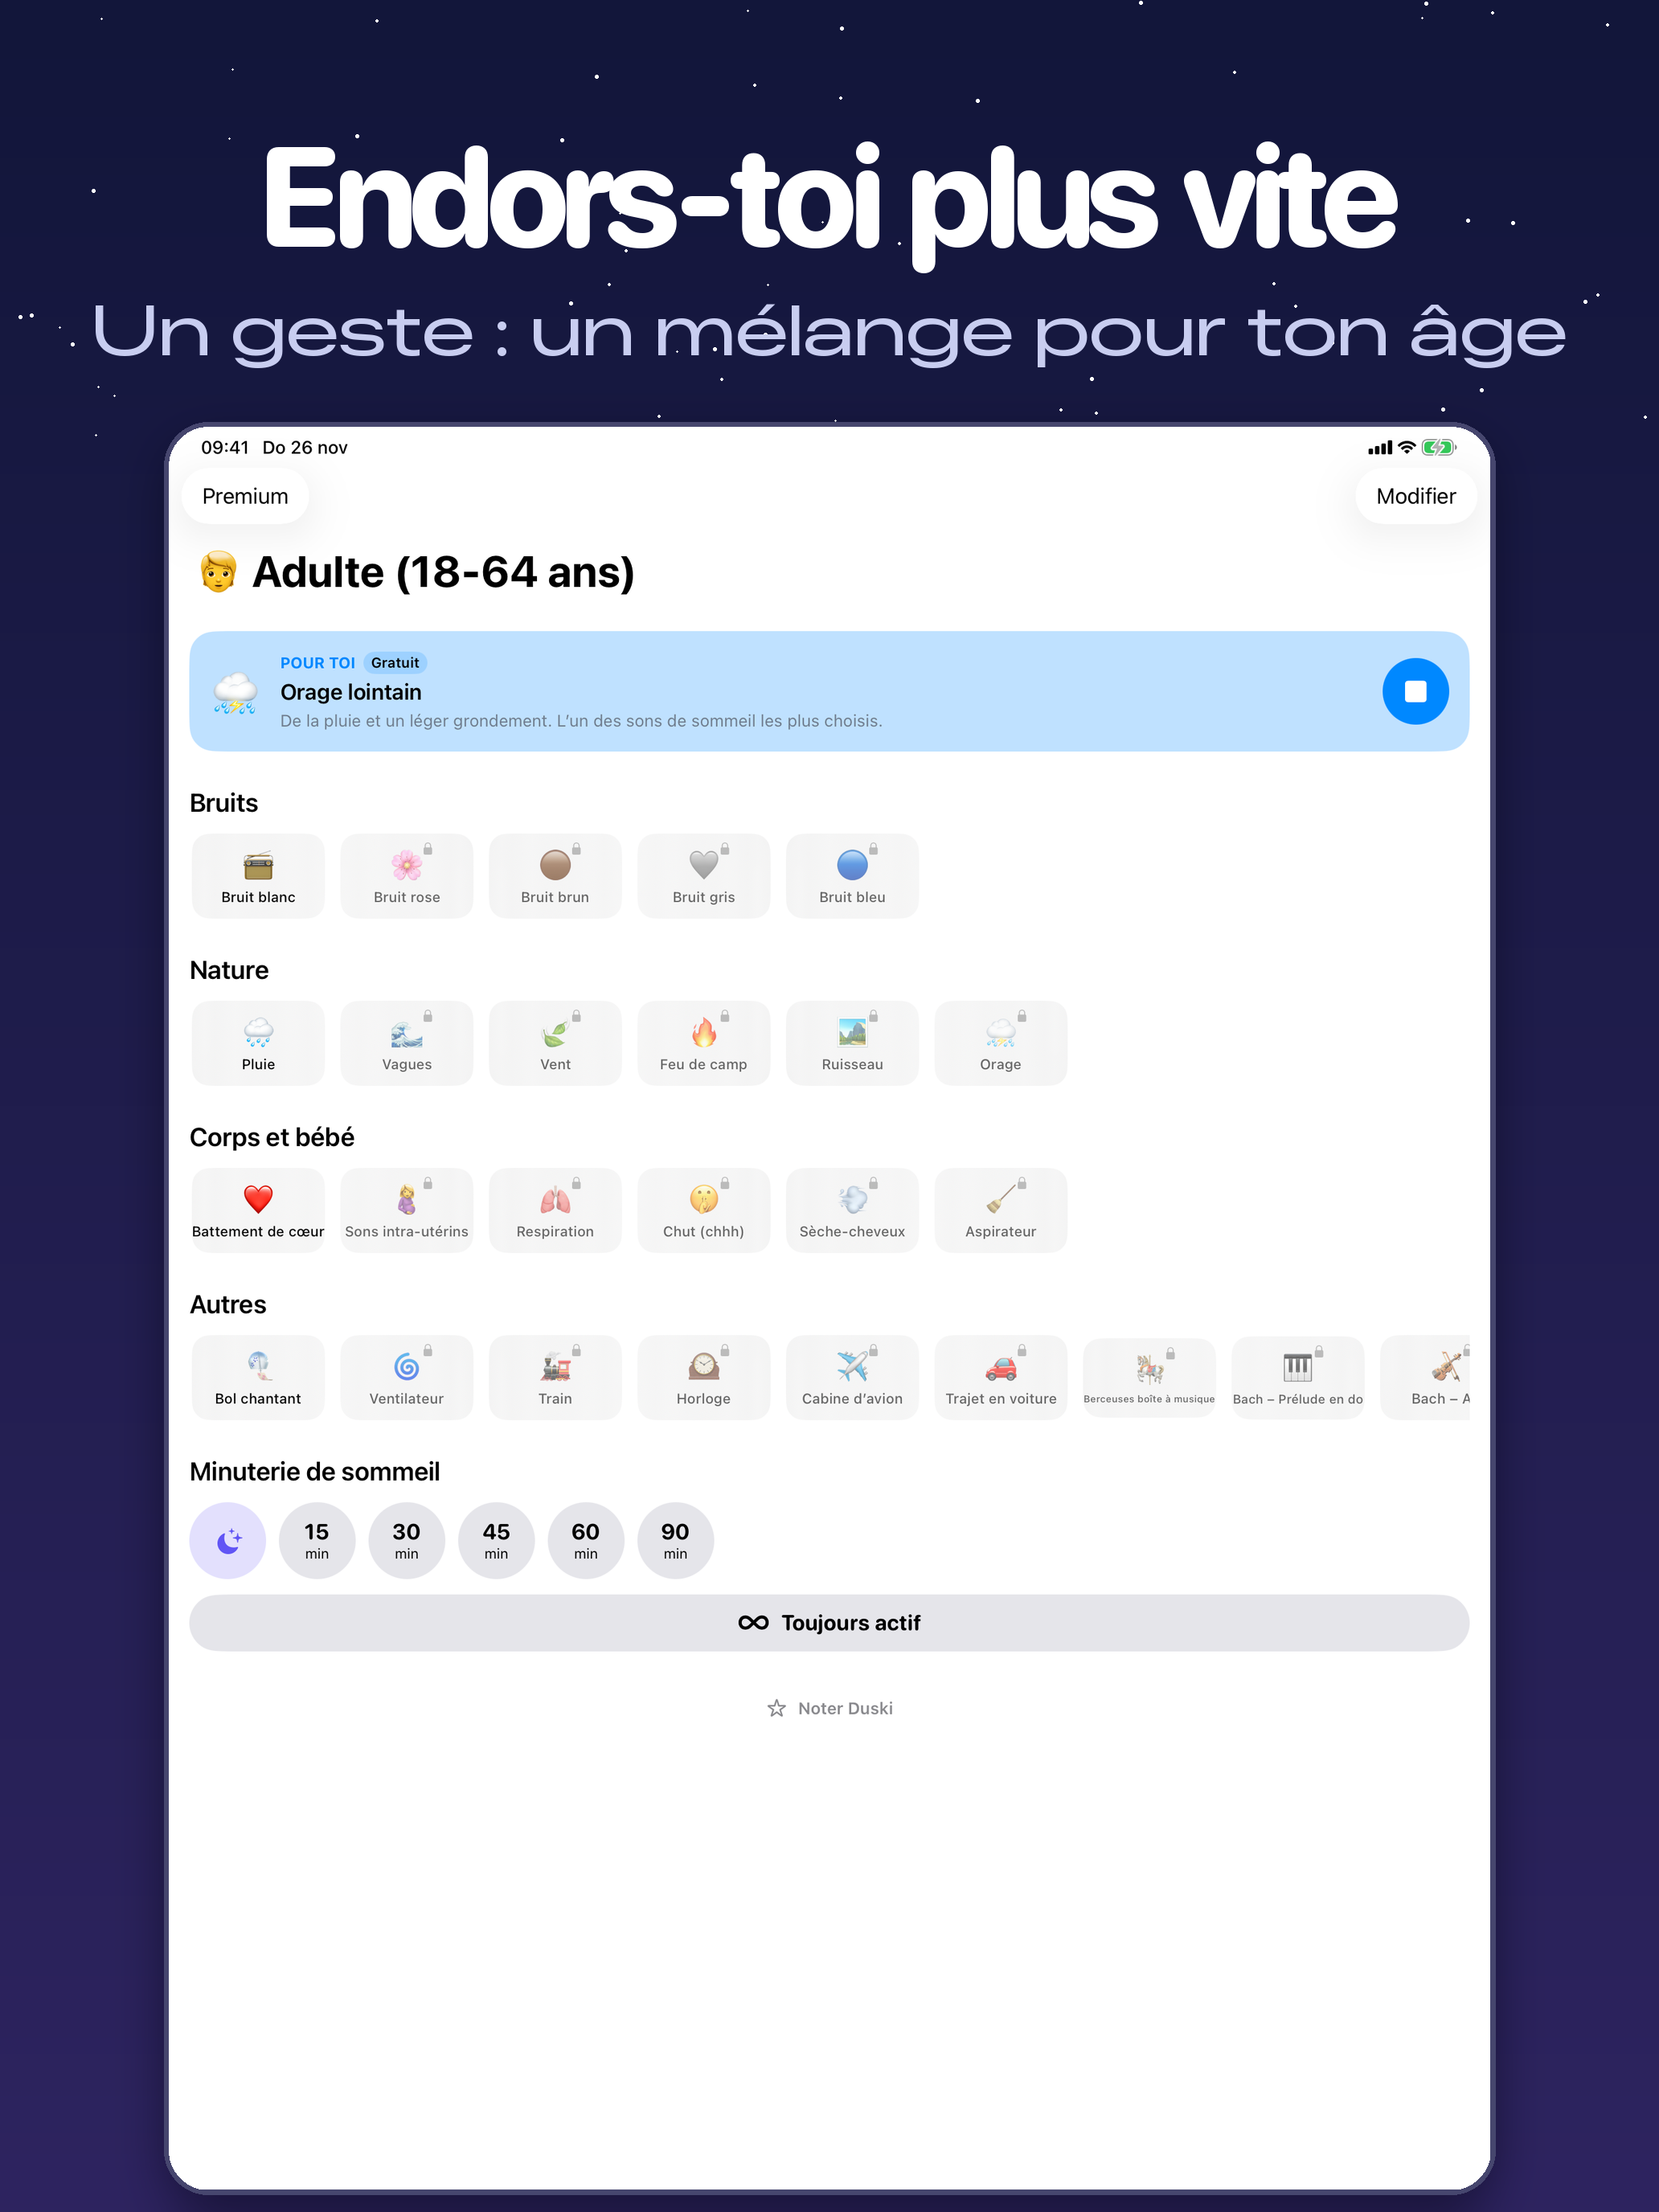 Endors-toi plus vite
Un geste : un mélange pour ton âge
09:41 Do 26 nov
Premium
Modifier
Adulte (18-64 ans)
POUR TOI Gratuit
Orage lointain
De la pluie et un léger grondement. L’un des sons de sommeil les plus choisis.
Bruits
Bruit blanc
Bruit rose
Bruit brun
Bruit gris
Bruit bleu
Nature
Pluie
Vagues
Vent
Feu de camp
Ruisseau
Orage
Corps et bébé
Battement de cœur
Sons intra-utérins
Respiration
Chut (chhh)
Sèche-cheveux
Aspirateur
Autres
Bol chantant
Ventilateur
Train
Horloge
Cabine d’avion
Trajet en voiture
Berceuses boîte à musique
Bach – Prélude en do
Bach – A
Minuterie de sommeil
15 min
30 min
45 min
60 min
90 min
Toujours actif
Noter Duski